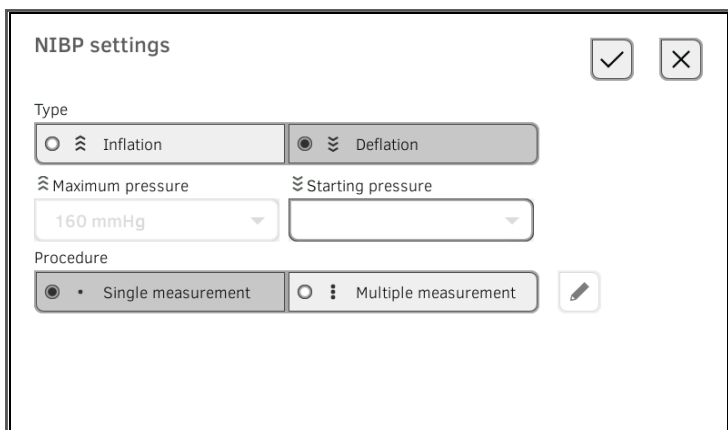 NIBP settings
Type
Inflation Deflation
Maximum pressure Starting pressure
160 mmHg
Procedure
Single measurement Multiple measurement